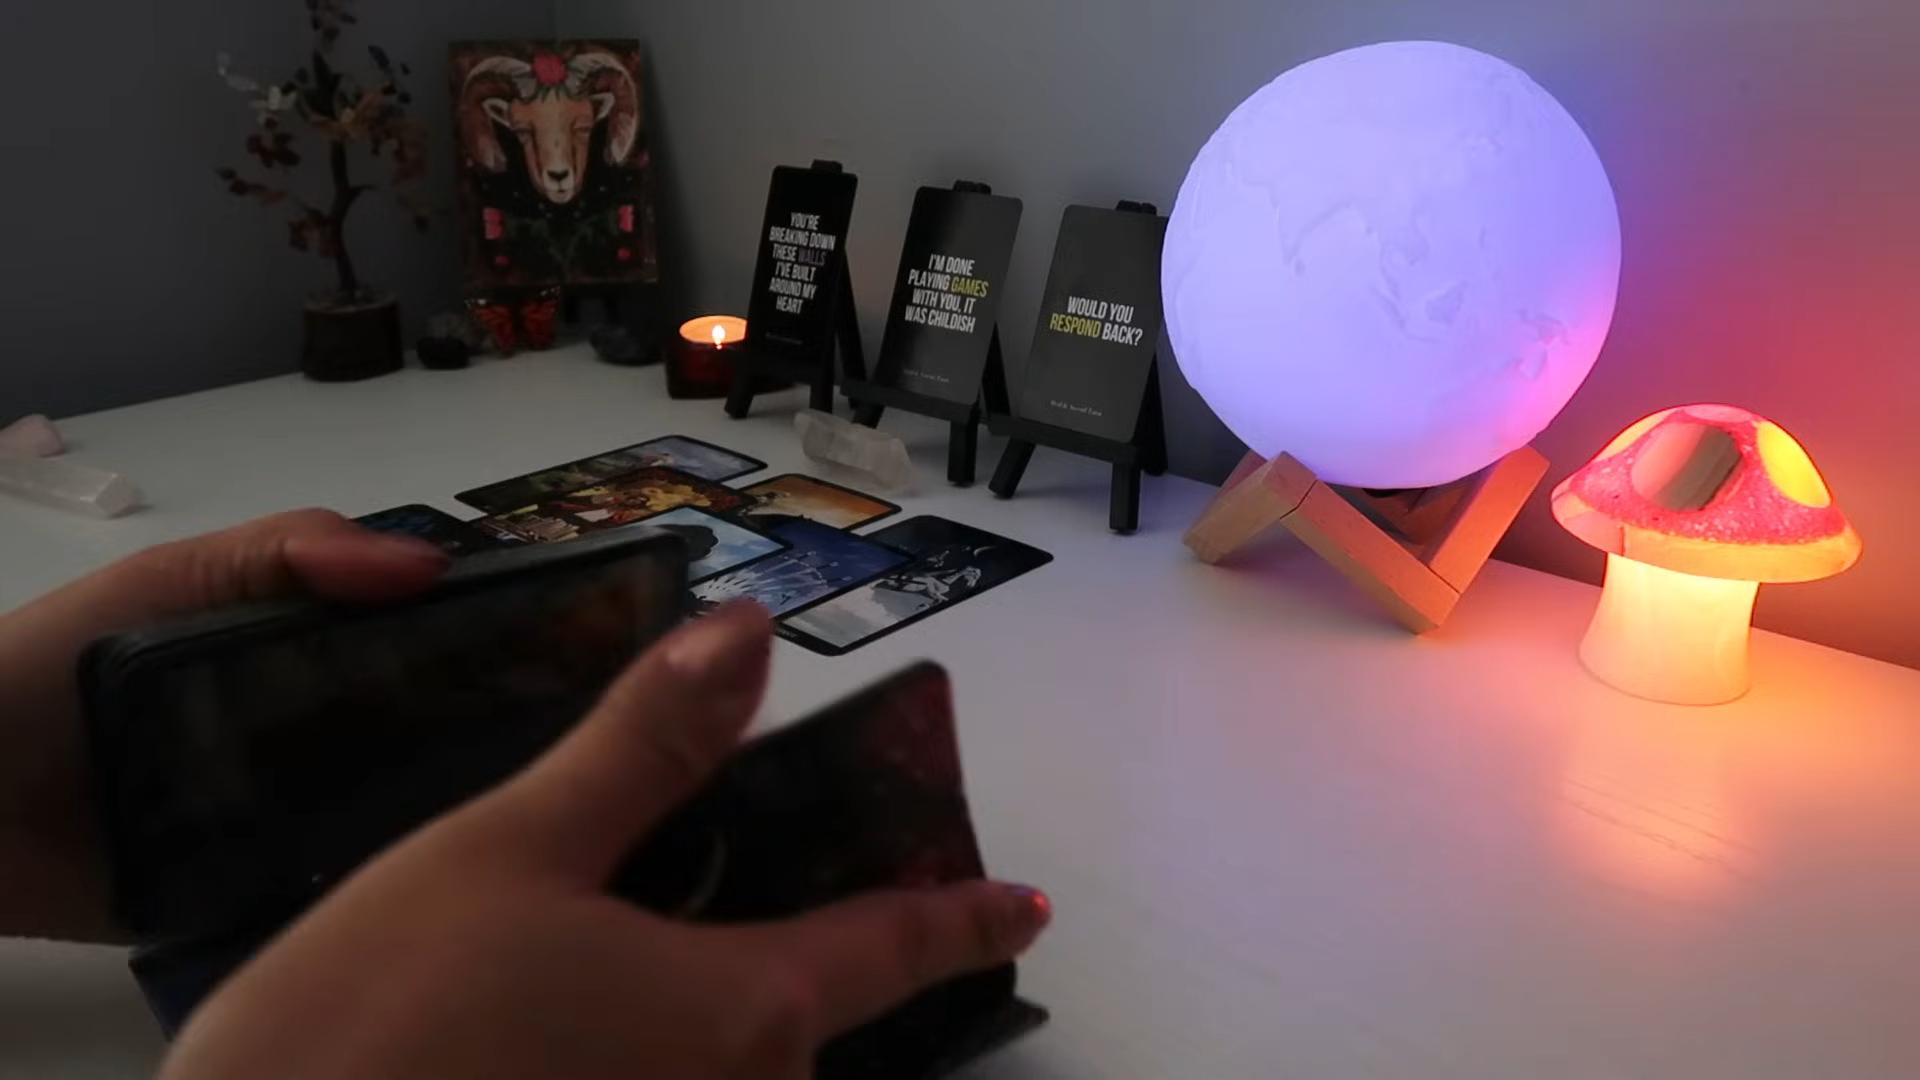 YOU'RE
BREAKING DOWN
THESE WALLS
I'VE BUILT
AROUND MY
HEART
I'M DONE
PLAYING GAMES
WITH YOU. IT
WAS CHILDISH
WOULD YOU
RESPOND BACK?